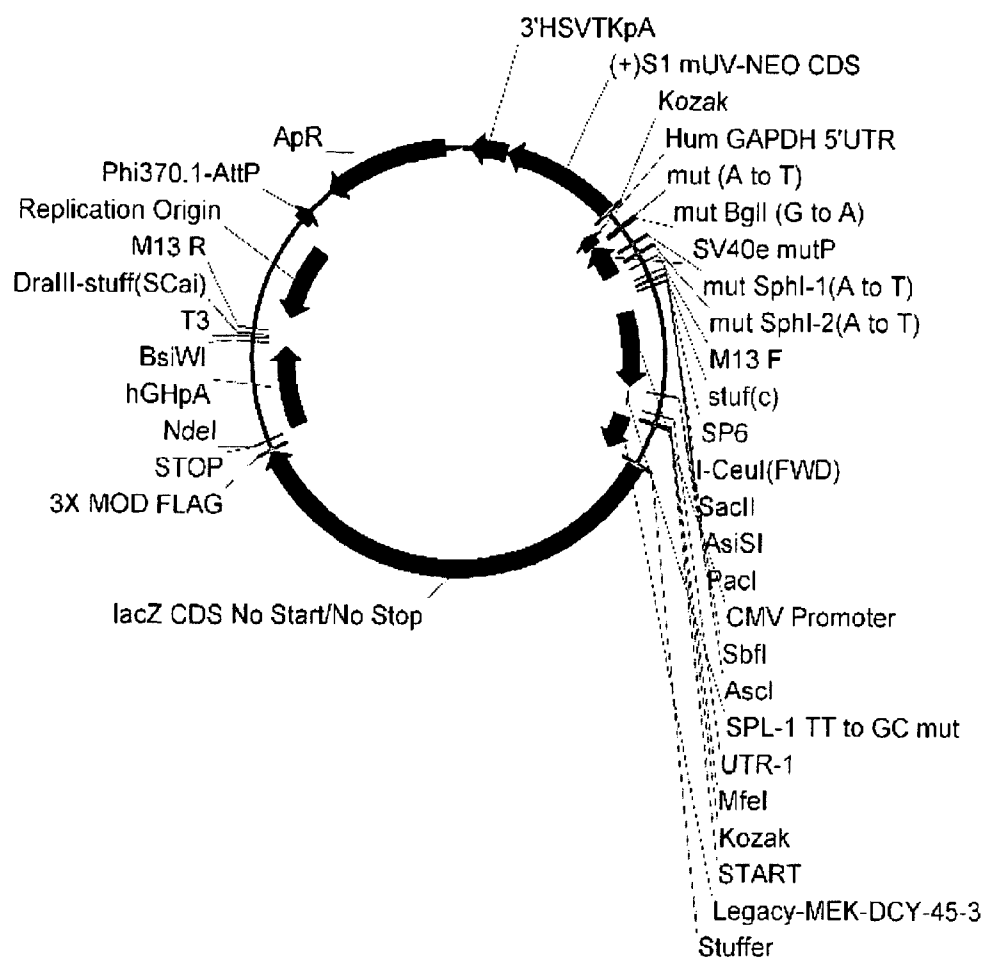 3'HSVTKpA
(+)S1 mUV-NEO CDS
Kozak
Hum GAPDH 5'UTR
mut (A to T)
mut BglI (G to A)
SV40e mutP
mut SphI-1(A to T)
mut SphI-2(A to T)
M13 F
stuf(c)
SP6
I-CeuI(FWD)
SacII
AsiSI
PacI
CMV Promoter
SbfI
AscI
SPL-1 TT to GC mut
UTR-1
MfeI
Kozak
START
Legacy-MEK-DCY-45-3
Stuffer
ApR
Phi370.1-AttP
Replication Origin
M13 R
DraIII-stuff(SCai)
T3
BsiWI
hGHpA
NdeI
STOP
3X MOD FLAG
lacZ CDS No Start/No Stop